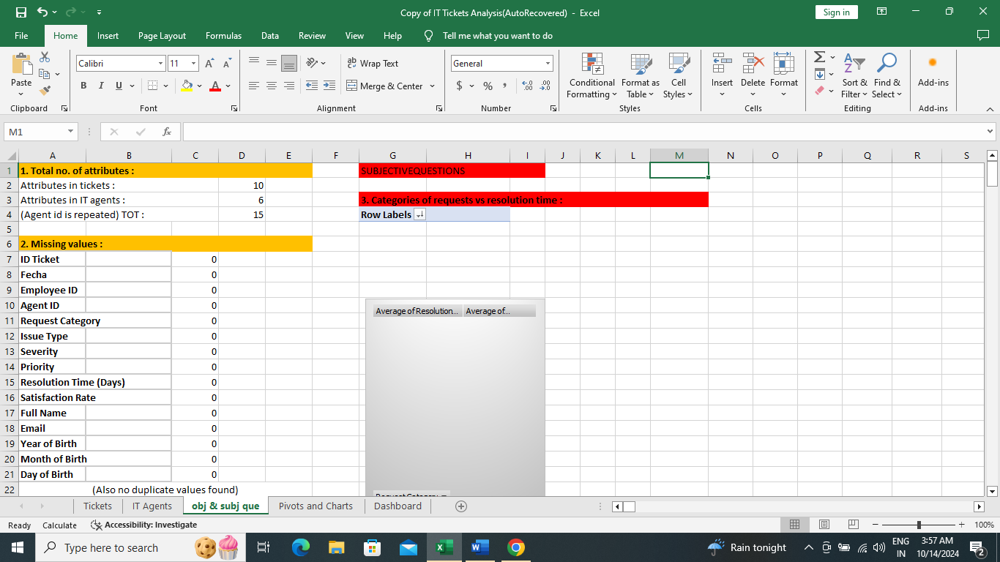 Copy of IT Tickets Analysis(AutoRecovered) - Excel
Sign in
File Home Insert Page Layout Formulas Data Review View Help Tell me what you want to do
Paste
Clipboard
Calibri 11
B I U A
Font
Wrap Text
Merge & Center
Alignment
General
$ % ,
Number
Conditional Formatting
Format as Table
Cell Styles
Styles
Insert Delete Format
Cells
Sort & Filter
Find & Select
Editing
Add-ins
Add-ins
M1 fx
A B C D E F G H I J K L M N O P Q R S
1 1. Total no. of attributes : SUBJECTIVEQUESTIONS
2 Attributes in tickets : 10
3 Attributes in IT agents : 6 3. Categories of requests vs resolution time :
4 (Agent id is repeated) TOT : 15 Row Labels
5
6 2. Missing values :
7 ID Ticket 0
8 Fecha 0
9 Employee ID 0
10 Agent ID 0
Average of Resolution... Average of...
11 Request Category 0
12 Issue Type 0
13 Severity 0
14 Priority 0
15 Resolution Time (Days) 0
16 Satisfaction Rate 0
17 Full Name 0
18 Email 0
19 Year of Birth 0
20 Month of Birth 0
21 Day of Birth 0
22 (Also no duplicate values found)
Request Category
Tickets IT Agents obj & subj que Pivots and Charts Dashboard
Ready Calculate Accessibility: Investigate 100%
Type here to search
Rain tonight
ENG
IN
3:57 AM
10/14/2024
2